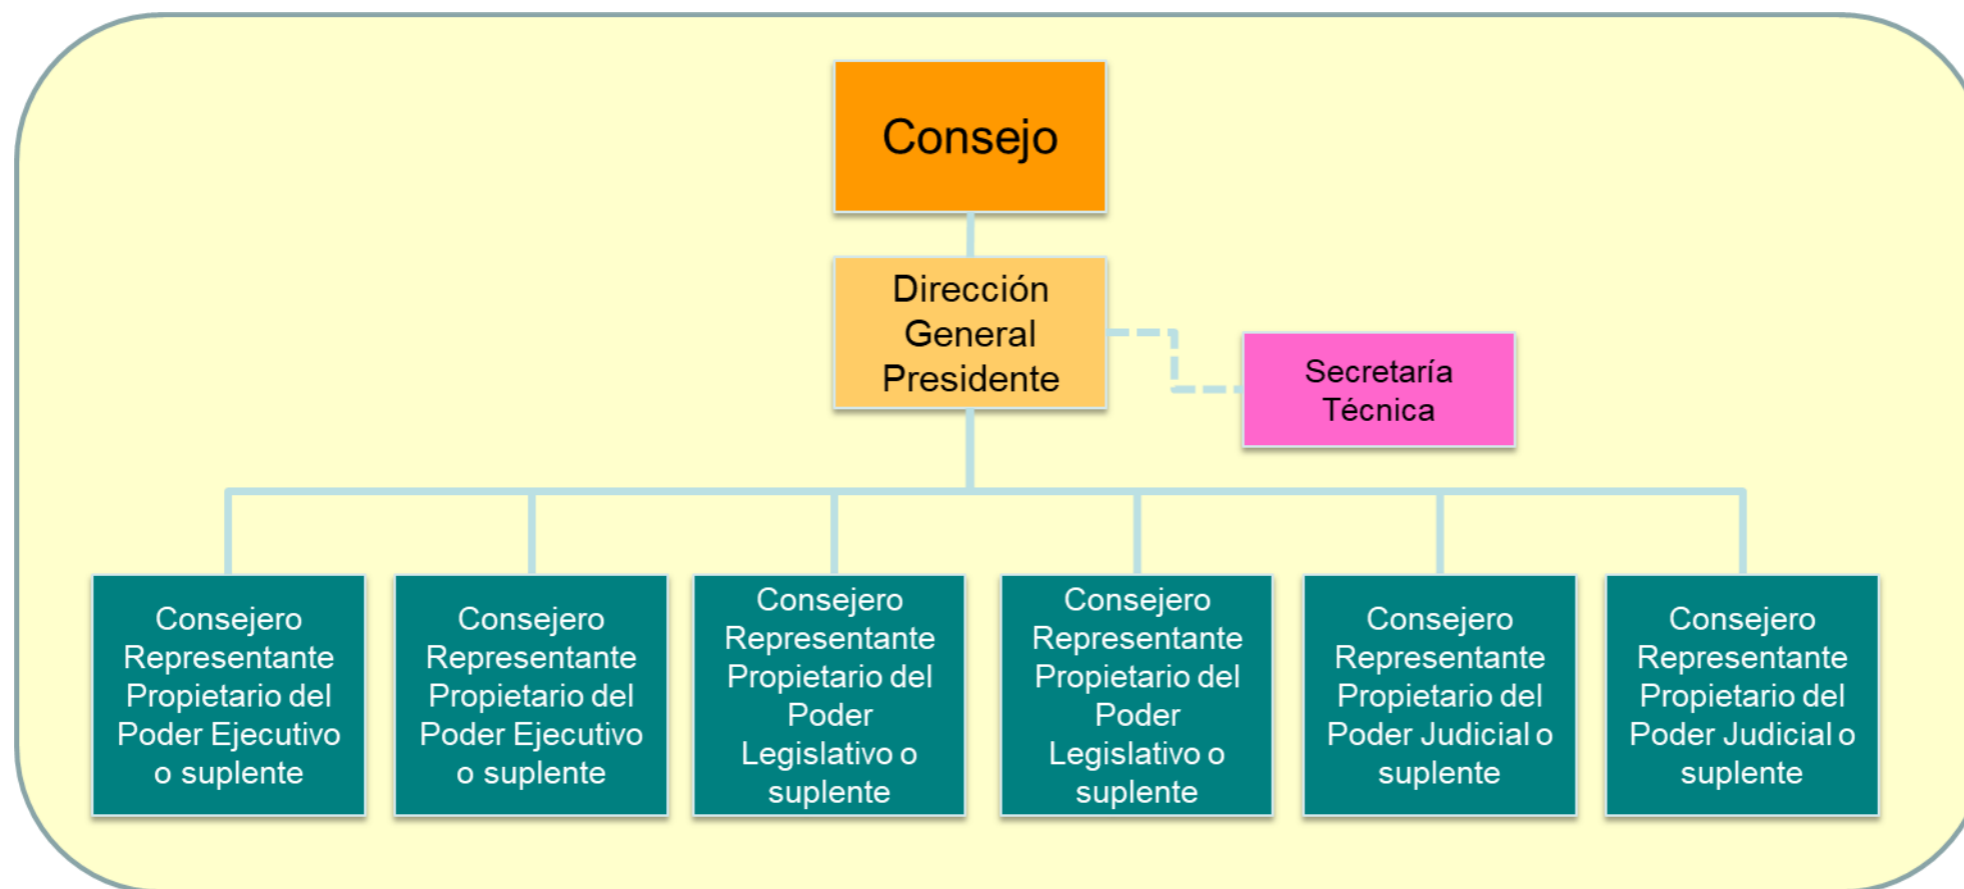 Consejo
Dirección
General
Presidente
Secretaría
Técnica
Consejero
Representante
Propietario del
Poder Ejecutivo
o suplente
Consejero
Representante
Propietario del
Poder Ejecutivo
o suplente
Consejero
Representante
Propietario del
Poder
Legislativo o
suplente
Consejero
Representante
Propietario del
Poder
Legislativo o
suplente
Consejero
Representante
Propietario del
Poder Judicial o
suplente
Consejero
Representante
Propietario del
Poder Judicial o
suplente